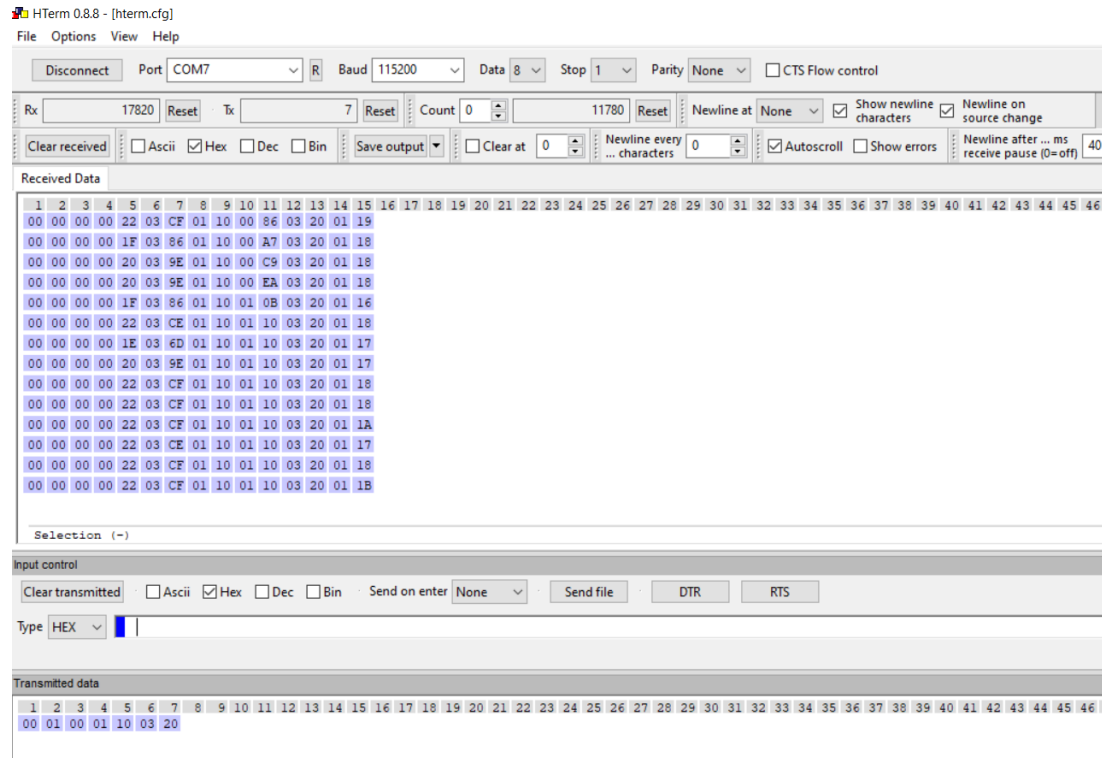 HTerm 0.8.8 - [hterm.cfg]
File Options View Help
Disconnect Port COM7 R Baud 115200 Data 8 Stop 1 Parity None CTS Flow control
Rx 17820 Reset Tx 7 Reset Count 0 11780 Reset Newline at None Show newline characters Newline on source change
Clear received Ascii Hex Dec Bin Save output Clear at 0 Newline every ... characters 0 Autoscroll Show errors Newline after ... ms receive pause (0=off) 40
Received Data
1 2 3 4 5 6 7 8 9 10 11 12 13 14 15 16 17 18 19 20 21 22 23 24 25 26 27 28 29 30 31 32 33 34 35 36 37 38 39 40 41 42 43 44 45 46
00 00 00 00 22 03 CF 01 10 00 86 03 20 01 19
00 00 00 00 1F 03 86 01 10 00 A7 03 20 01 18
00 00 00 00 20 03 9E 01 10 00 C9 03 20 01 18
00 00 00 00 20 03 9E 01 10 00 EA 03 20 01 18
00 00 00 00 1F 03 86 01 10 01 0B 03 20 01 16
00 00 00 00 22 03 CE 01 10 01 10 03 20 01 18
00 00 00 00 1E 03 6D 01 10 01 10 03 20 01 17
00 00 00 00 20 03 9E 01 10 01 10 03 20 01 17
00 00 00 00 22 03 CF 01 10 01 10 03 20 01 18
00 00 00 00 22 03 CF 01 10 01 10 03 20 01 18
00 00 00 00 22 03 CF 01 10 01 10 03 20 01 1A
00 00 00 00 22 03 CE 01 10 01 10 03 20 01 17
00 00 00 00 22 03 CF 01 10 01 10 03 20 01 18
00 00 00 00 22 03 CF 01 10 01 10 03 20 01 1B
Selection (-)
Input control
Clear transmitted Ascii Hex Dec Bin Send on enter None Send file DTR RTS
Type HEX
Transmitted data
1 2 3 4 5 6 7 8 9 10 11 12 13 14 15 16 17 18 19 20 21 22 23 24 25 26 27 28 29 30 31 32 33 34 35 36 37 38 39 40 41 42 43 44 45 46
00 01 00 01 10 03 20